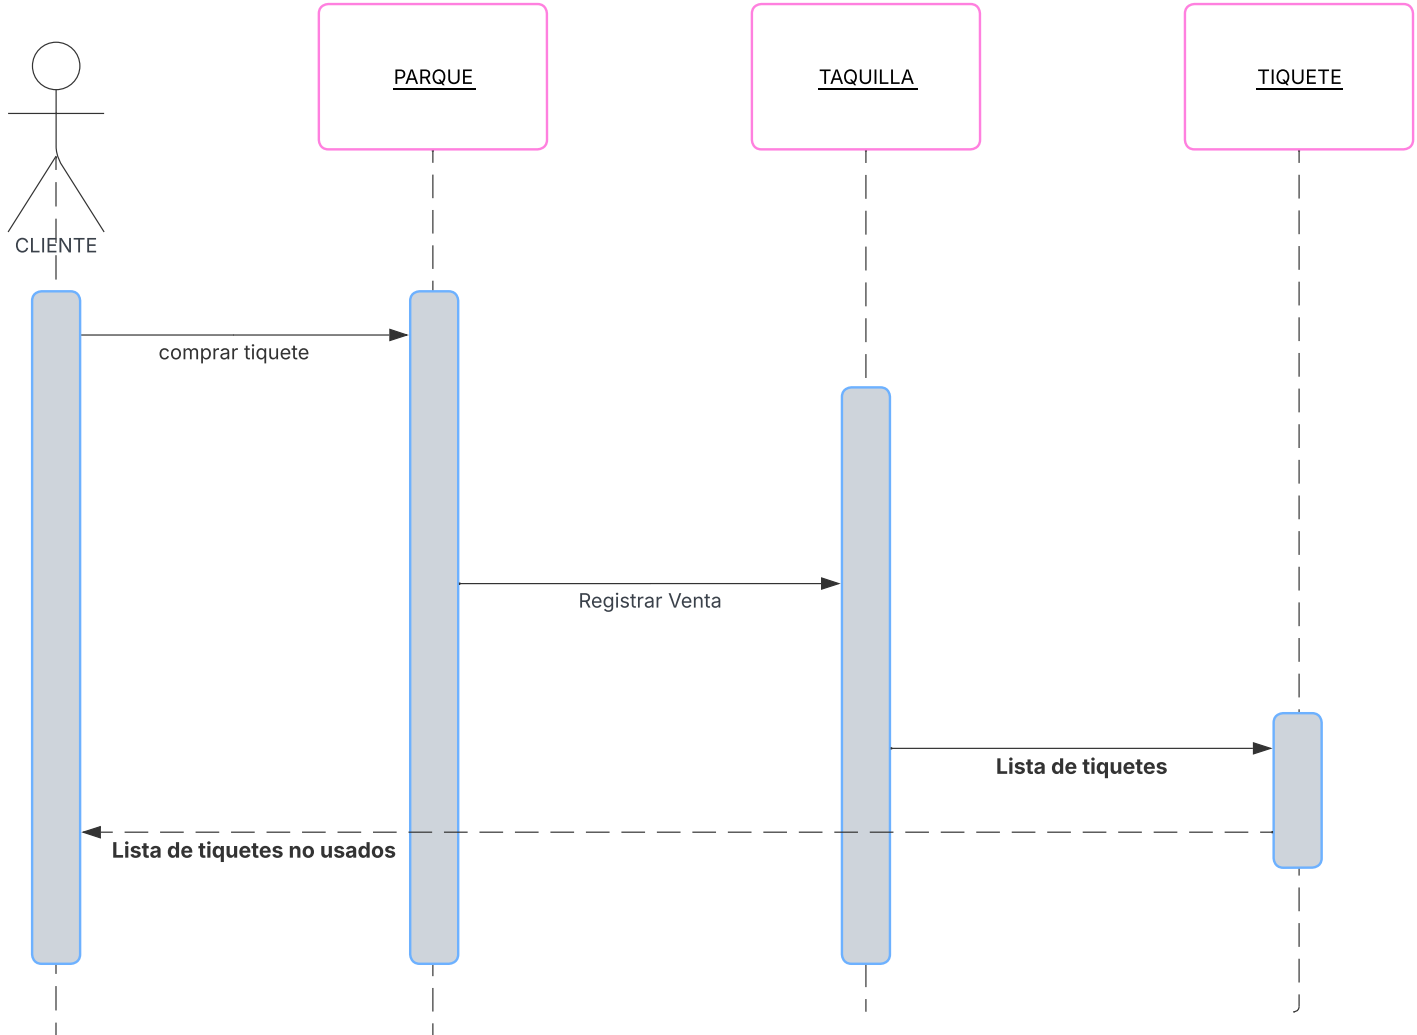 PARQUE
TAQUILLA
TIQUETE
CLIENTE
comprar tiquete
Registrar Venta
Lista de tiquetes
Lista de tiquetes no usados